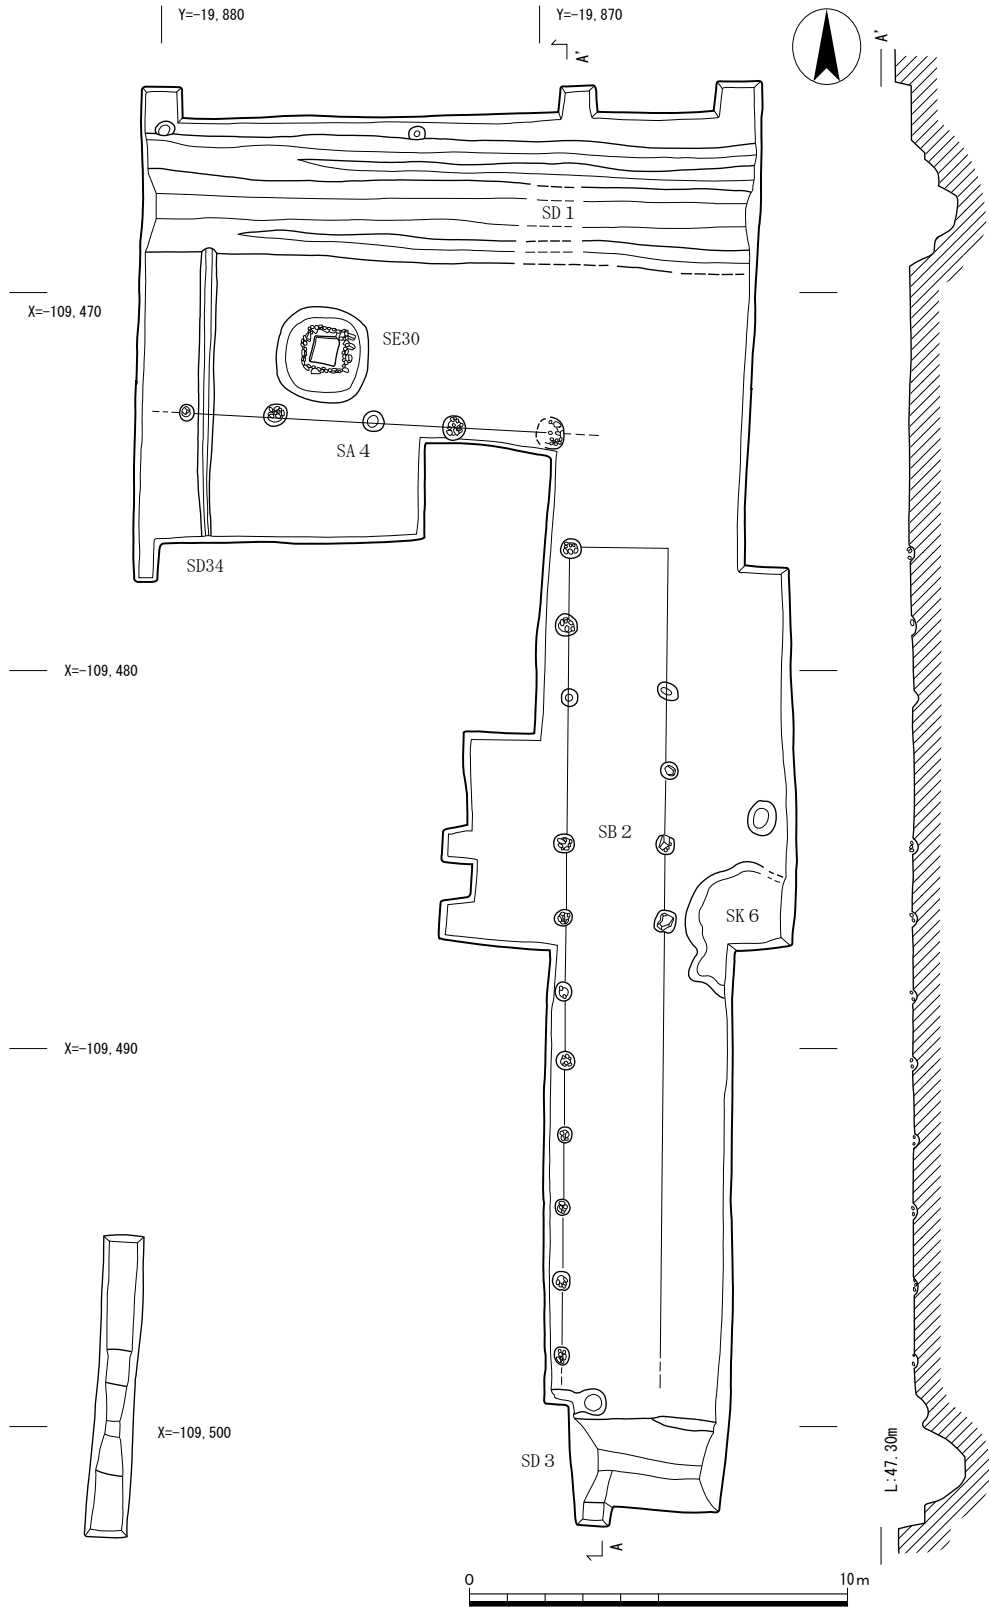 Y=-19, 880
Y=-19, 870
A'
A'
SD 1
X=-109, 470
SE30
SA 4
SD34
X=-109, 480
SB 2
SK 6
X=-109, 490
X=-109, 500
SD 3
L:47.30m
A
0
10m